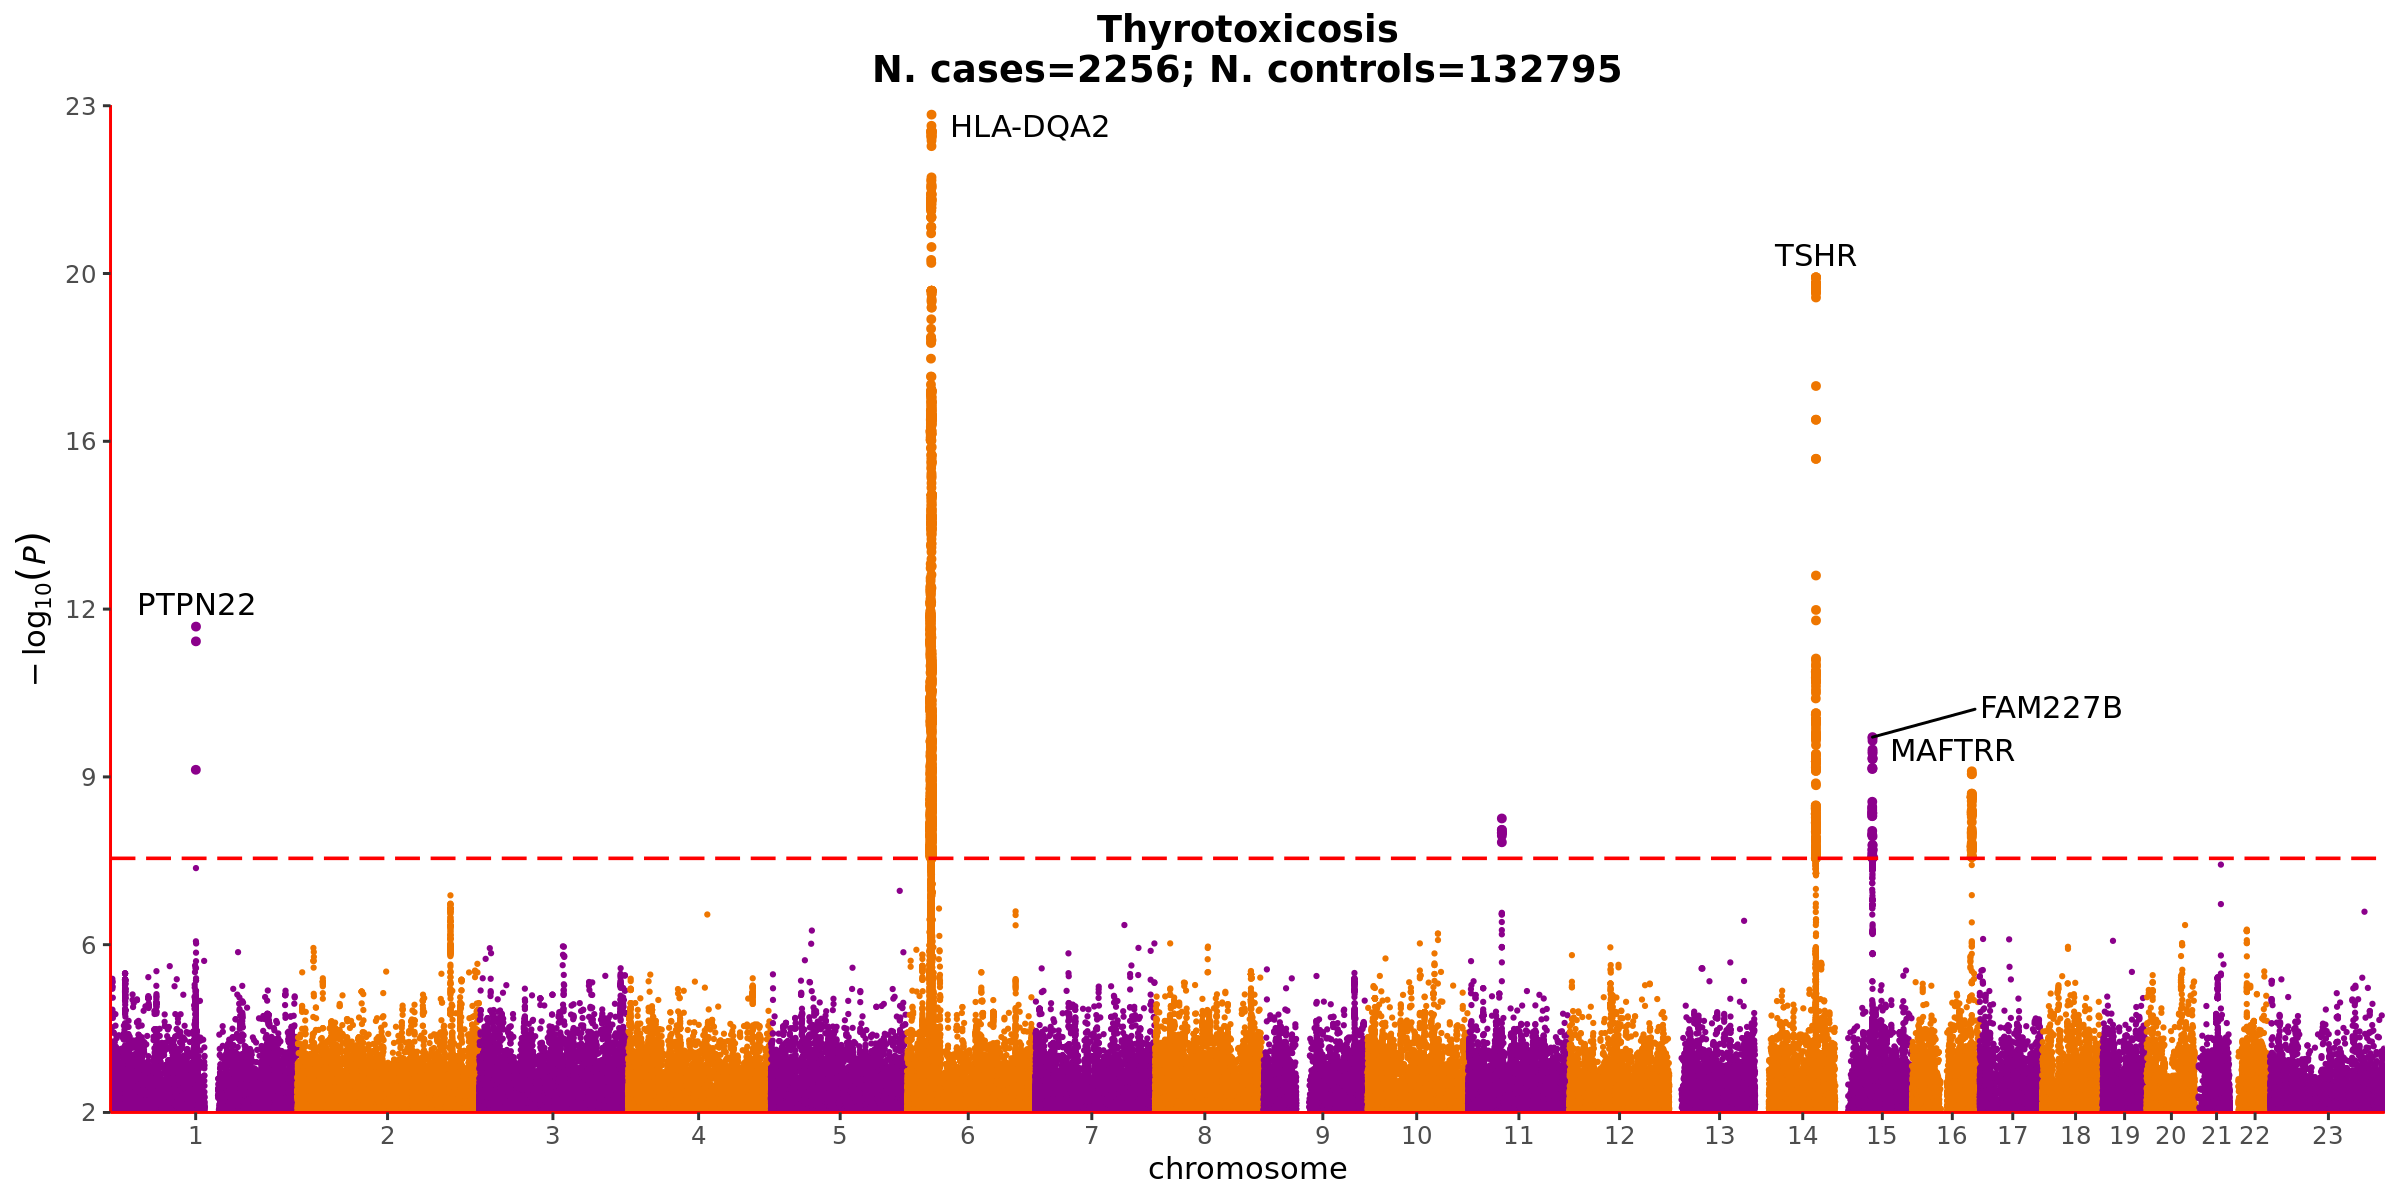 Thyrotoxicosis
N. cases=2256; N. controls=132795
23
HLA-DQA2
TSHR
20
16
PTPN22
12
− log10(P)
FAM227B
MAFTRR
9
6
2
1 2 3 4 5 6 7 8 9 10 11 12 13 14 15 16 17 18 19 20 21 22 23
chromosome